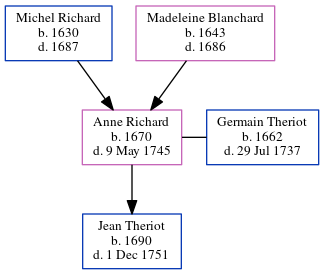 Michel Richard
b. 1630
d. 1687
Madeleine Blanchard
b. 1643
d. 1686
Anne Richard
b. 1670
d. 9 May 1745
Germain Theriot
b. 1662
d. 29 Jul 1737
Jean Theriot
b. 1690
d. 1 Dec 1751